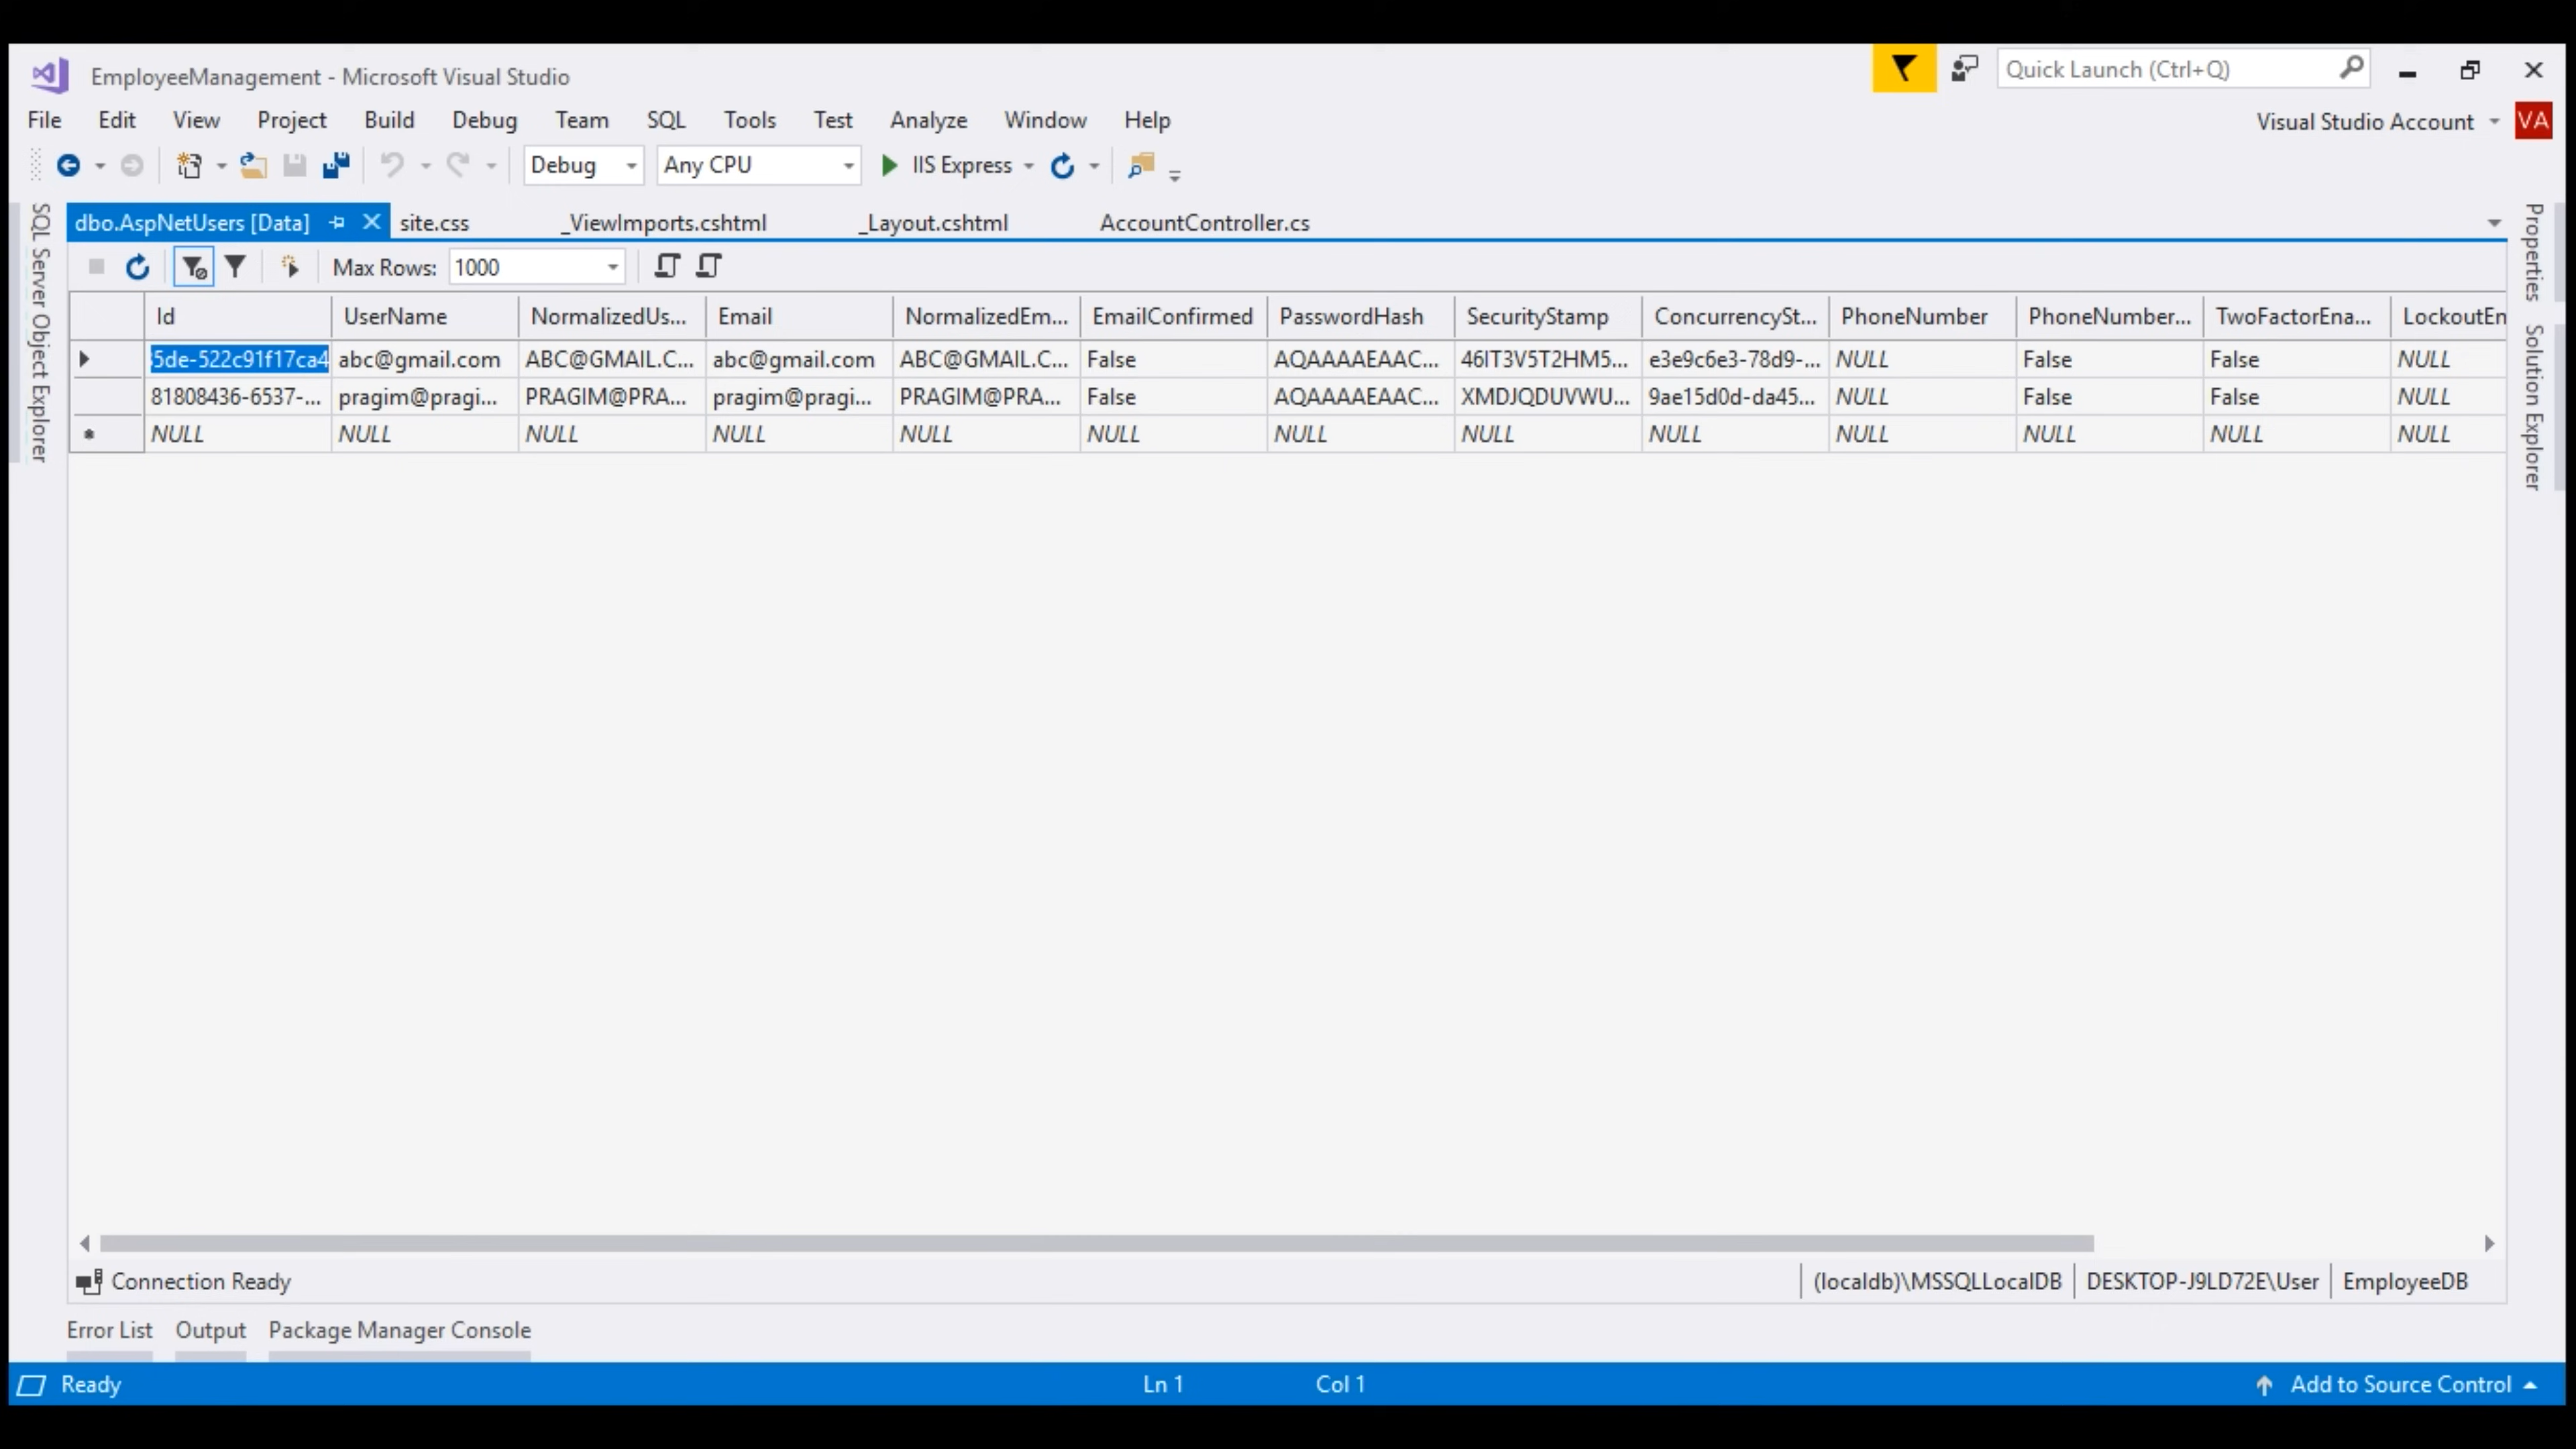 EmployeeManagement - Microsoft Visual Studio
Quick Launch (Ctrl+Q)
File Edit View Project Build Debug Team SQL Tools Test Analyze Window Help
Visual Studio Account VA
Debug Any CPU IIS Express
SQL Server Object Explorer
dbo.AspNetUsers [Data] site.css _ViewImports.cshtml _Layout.cshtml AccountController.cs
Max Rows: 1000
Id UserName NormalizedUs... Email NormalizedEm... EmailConfirmed PasswordHash SecurityStamp ConcurrencySt... PhoneNumber PhoneNumber... TwoFactorEna... LockoutEn
5de-522c91f17ca4 abc@gmail.com ABC@GMAIL.C... abc@gmail.com ABC@GMAIL.C... False AQAAAAEAAC... 46IT3V5T2HM5... e3e9c6e3-78d9-... NULL False False NULL
81808436-6537-... pragim@pragi... PRAGIM@PRA... pragim@pragi... PRAGIM@PRA... False AQAAAAEAAC... XMDJQDUVWU... 9ae15d0d-da45... NULL False False NULL
NULL NULL NULL NULL NULL NULL NULL NULL NULL NULL NULL NULL NULL
Properties
Solution Explorer
Connection Ready
(localdb)\MSSQLLocalDB DESKTOP-J9LD72E\User EmployeeDB
Error List Output Package Manager Console
Ready Ln 1 Col 1 Add to Source Control